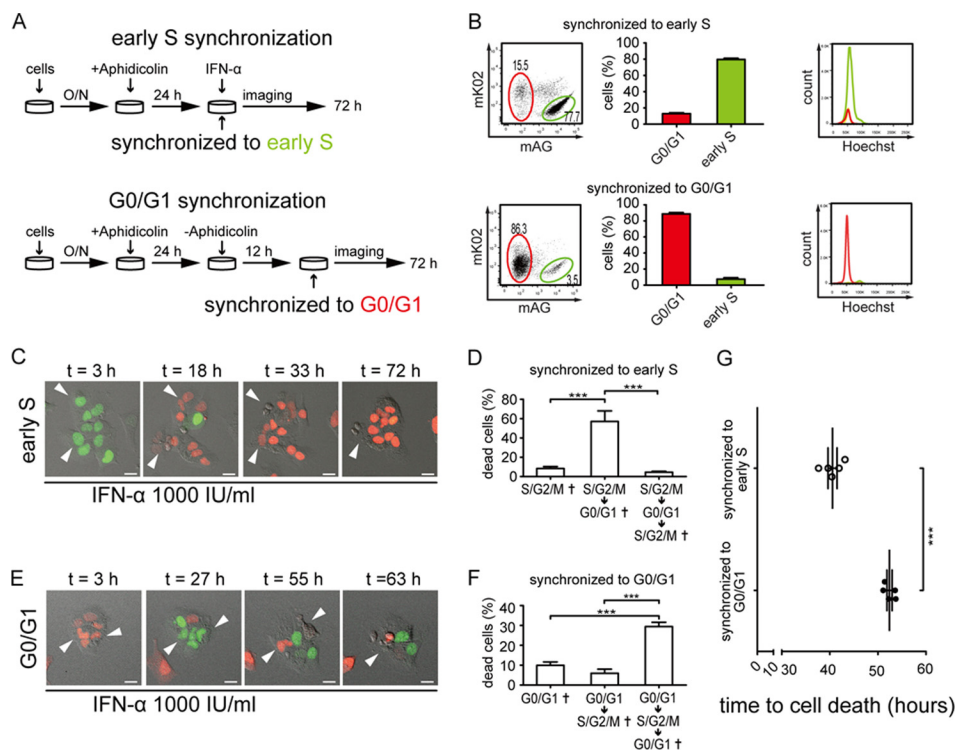 A
early S synchronization
cells
+Aphidicolin
IFN-α
O/N
24 h
imaging
72 h
synchronized to early S
G0/G1 synchronization
cells
+Aphidicolin
-Aphidicolin
O/N
24 h
12 h
imaging
72 h
synchronized to G0/G1
B
synchronized to early S
mK02
15.5
77.7
mAG
cells (%)
100
80
60
40
20
0
G0/G1
early S
count
Hoechst
synchronized to G0/G1
mK02
86.3
3.5
mAG
cells (%)
100
80
60
40
20
0
G0/G1
early S
count
Hoechst
C
t = 3 h
t = 18 h
t = 33 h
t = 72 h
early S
IFN-α 1000 IU/ml
D
synchronized to early S
***
***
dead cells (%)
80
60
40
20
0
S/G2/M †
S/G2/M
G0/G1 †
S/G2/M
G0/G1
S/G2/M †
E
t = 3 h
t = 27 h
t = 55 h
t =63 h
G0/G1
IFN-α 1000 IU/ml
F
synchronized to G0/G1
***
***
dead cells (%)
40
30
20
10
0
G0/G1 †
G0/G1
S/G2/M †
G0/G1
S/G2/M
G0/G1 †
G
synchronized to
early S
synchronized to
G0/G1
***
0
10
30
40
50
60
time to cell death (hours)